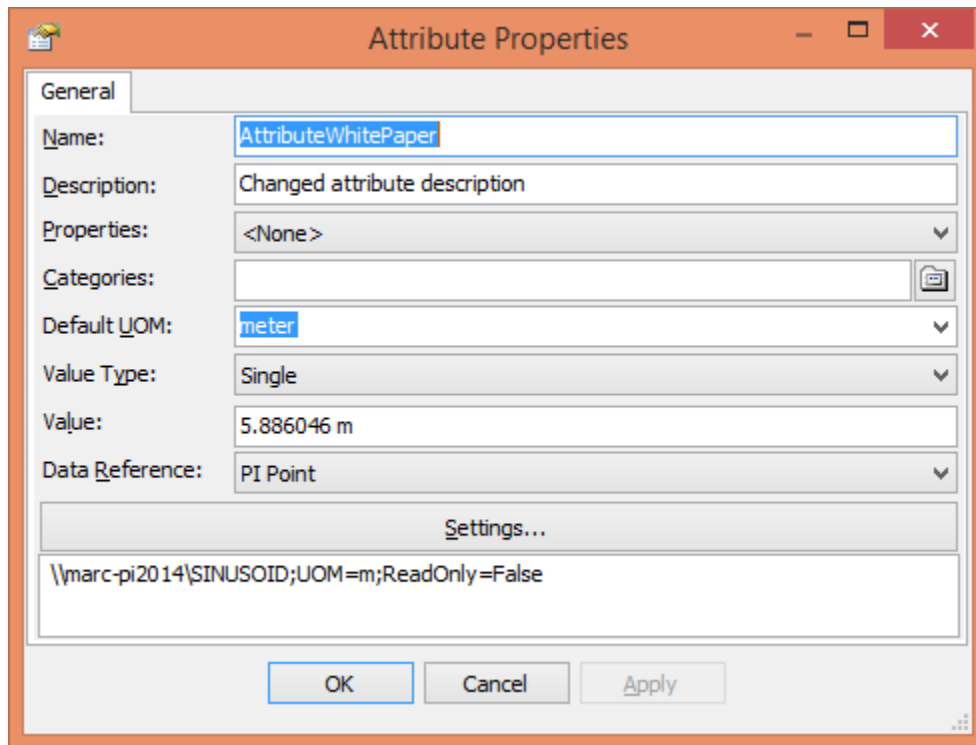 Attribute Properties
General
Name: AttributeWhitePaper
Description: Changed attribute description
Properties: <None>
Categories:
Default UOM: meter
Value Type: Single
Value: 5.886046 m
Data Reference: PI Point
Settings...
\\marc-pi2014\SINUSOID;UOM=m;ReadOnly=False
OK Cancel Apply